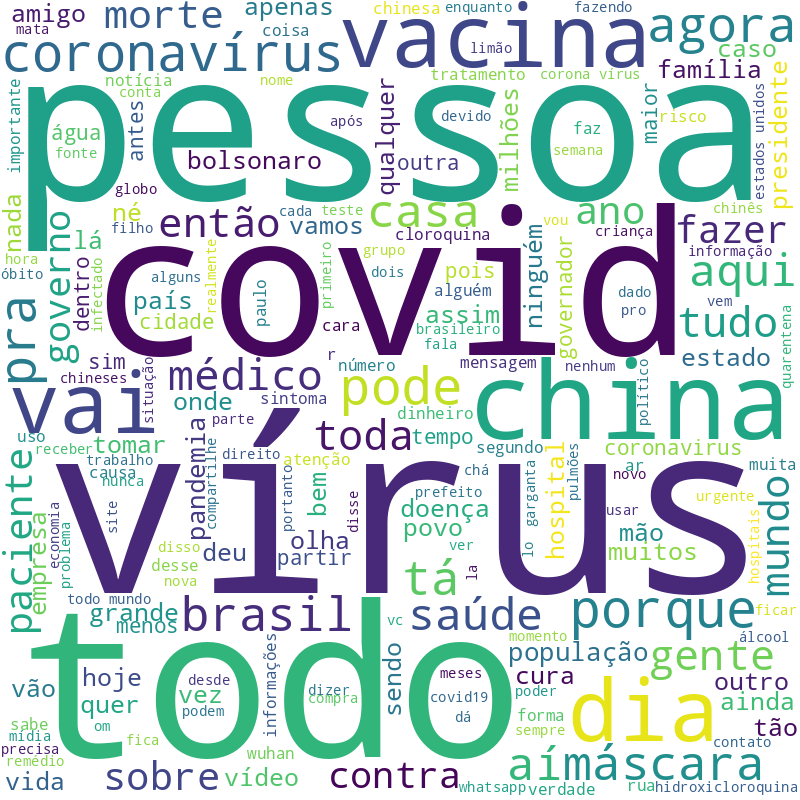 amigo
morte
apenas
chinesa
enquanto
fazendo
mata
coisa
coronavírus
vacina
agora
limão
caso
notícia
nome
tratamento
corona vírus
família
importante
conta
pessoa
água
antes
fonte
bolsonaro
qualquer
outra
após
milhões
devido
semana
faz
maior
risco
estados unidos
presidente
nada
globo
filho
cada
teste
né
então
vamos
casa
cloroquina
ano
vou
criança
fazer
chinês
informação
lá
hora
óbito
governo
dentro
infectado
covid
alguns
realmente
grupo
primeiro
dois
pois
alguém
ninguém
governador
dado
pro
vem
aqui
país
cidade
paulo
cara
assim
brasileiro
fala
tudo
quarentena
pra
sim
r
número
mensagem
nenhum
estado
chineses
situação
médico
sintoma
pode
china
político
vai
onde
dinheiro
uso
receber
parte
toda
tempo
segundo
coronavirus
tomar
pandemia
direito
trabalho
causa
nunca
compartilhe
atenção
bem
chá
garganta
pulmões
ar
novo
muita
urgente
paciente
vírus
empresa
economia
problema
site
disso
nova
desse
deu
portanto
olha
partir
disse
prefeito
doença
povo
ver
la
lo
hospital
usar
mão
muitos
hospitais
mundo
ficar
todo mundo
grande
menos
brasil
tá
saúde
porque
vc
momento
álcool
todo
vão
hoje
quer
vez
desde
podem
informações
dizer
compra
sendo
meses
covid19
poder
dá
população
cura
forma
sempre
gente
outro
ainda
tão
dia
sabe
mídia
precisa
remédio
om
fica
wuhan
contato
vida
sobre
vídeo
contra
aí
máscara
whatsapp
verdade
rua
hidroxicloroquina